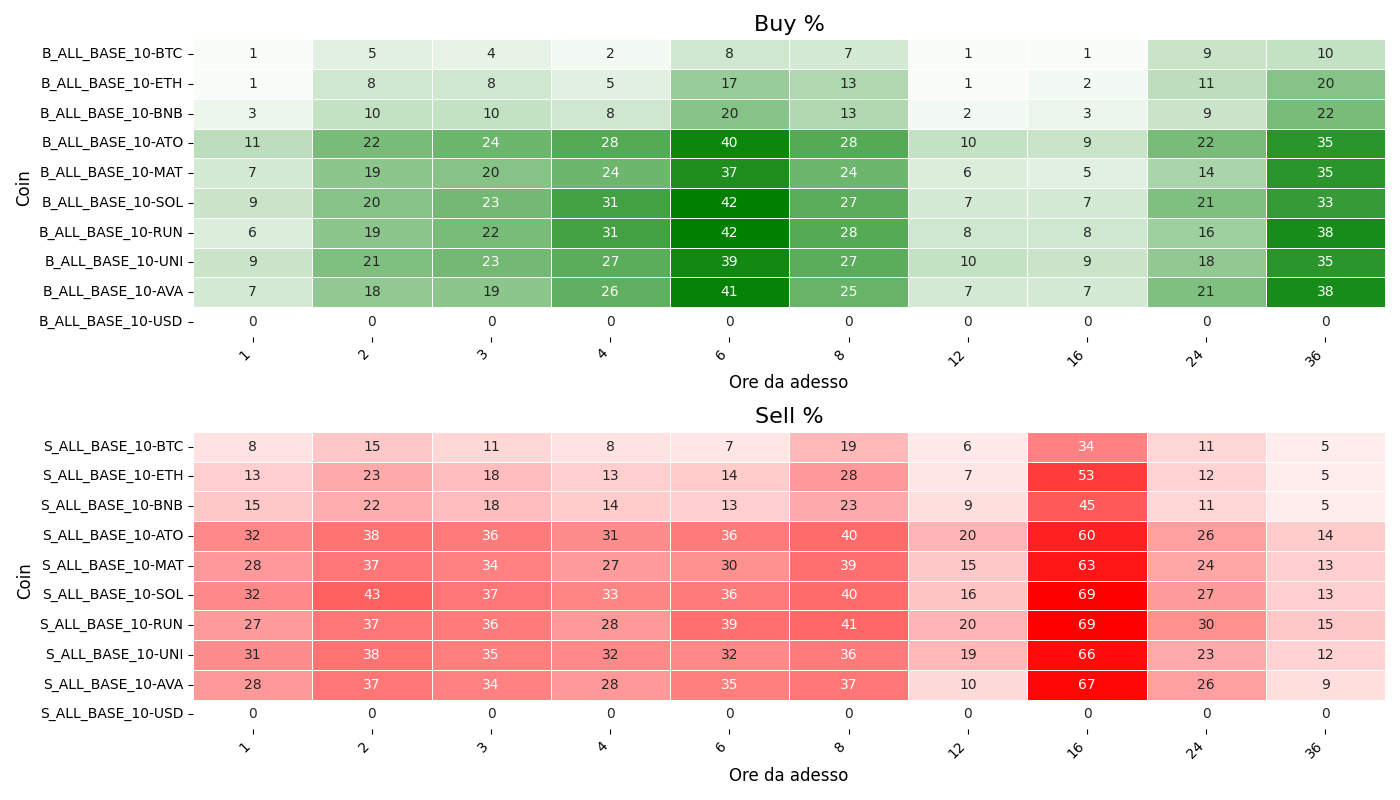 Buy %
Coin
B_ALL_BASE_10-BTC 1 5 4 2 8 7 1 1 9 10
B_ALL_BASE_10-ETH 1 8 8 5 17 13 1 2 11 20
B_ALL_BASE_10-BNB 3 10 10 8 20 13 2 3 9 22
B_ALL_BASE_10-ATO 11 22 24 28 40 28 10 9 22 35
B_ALL_BASE_10-MAT 7 19 20 24 37 24 6 5 14 35
B_ALL_BASE_10-SOL 9 20 23 31 42 27 7 7 21 33
B_ALL_BASE_10-RUN 6 19 22 31 42 28 8 8 16 38
B_ALL_BASE_10-UNI 9 21 23 27 39 27 10 9 18 35
B_ALL_BASE_10-AVA 7 18 19 26 41 25 7 7 21 38
B_ALL_BASE_10-USD 0 0 0 0 0 0 0 0 0 0
1 2 3 4 6 8 12 16 24 36
Ore da adesso
Sell %
Coin
S_ALL_BASE_10-BTC 8 15 11 8 7 19 6 34 11 5
S_ALL_BASE_10-ETH 13 23 18 13 14 28 7 53 12 5
S_ALL_BASE_10-BNB 15 22 18 14 13 23 9 45 11 5
S_ALL_BASE_10-ATO 32 38 36 31 36 40 20 60 26 14
S_ALL_BASE_10-MAT 28 37 34 27 30 39 15 63 24 13
S_ALL_BASE_10-SOL 32 43 37 33 36 40 16 69 27 13
S_ALL_BASE_10-RUN 27 37 36 28 39 41 20 69 30 15
S_ALL_BASE_10-UNI 31 38 35 32 32 36 19 66 23 12
S_ALL_BASE_10-AVA 28 37 34 28 35 37 10 67 26 9
S_ALL_BASE_10-USD 0 0 0 0 0 0 0 0 0 0
1 2 3 4 6 8 12 16 24 36
Ore da adesso